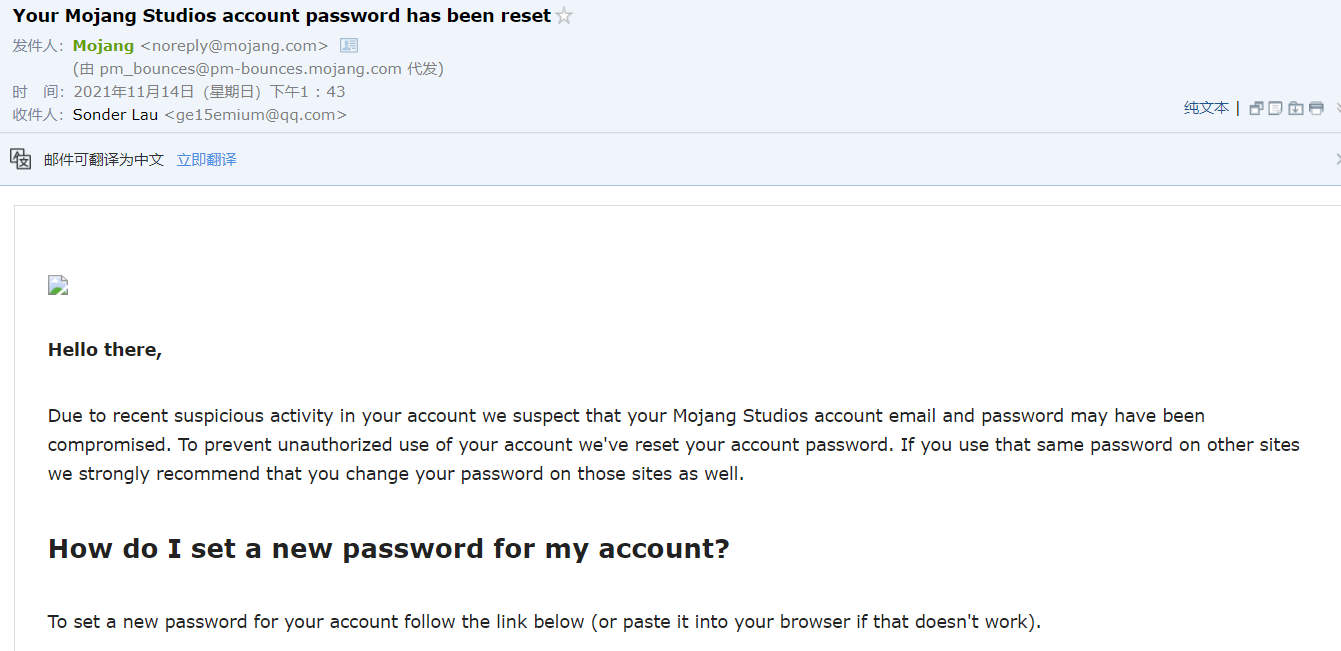 Your Mojang Studios account password has been reset
发件人: Mojang <noreply@mojang.com>
(由 pm_bounces@pm-bounces.mojang.com 代发)
时 间: 2021年11月14日 (星期日) 下午1:43
纯文本 |
收件人: Sonder Lau <ge15emium@qq.com>
邮件可翻译为中文 立即翻译
Hello there,
Due to recent suspicious activity in your account we suspect that your Mojang Studios account email and password may have been
compromised. To prevent unauthorized use of your account we've reset your account password. If you use that same password on other sites
we strongly recommend that you change your password on those sites as well.
How do I set a new password for my account?
To set a new password for your account follow the link below (or paste it into your browser if that doesn't work).